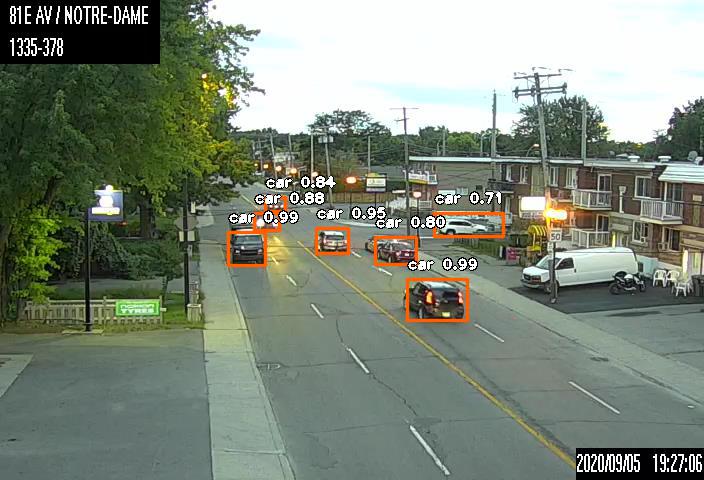 81E AV / NOTRE-DAME
1335-378
car 0.84
car 0.88
car 0.71
car 0.99
car 0.95
car 0.80
car 0.99
50
TYRES
2020/09/05 19:27:06